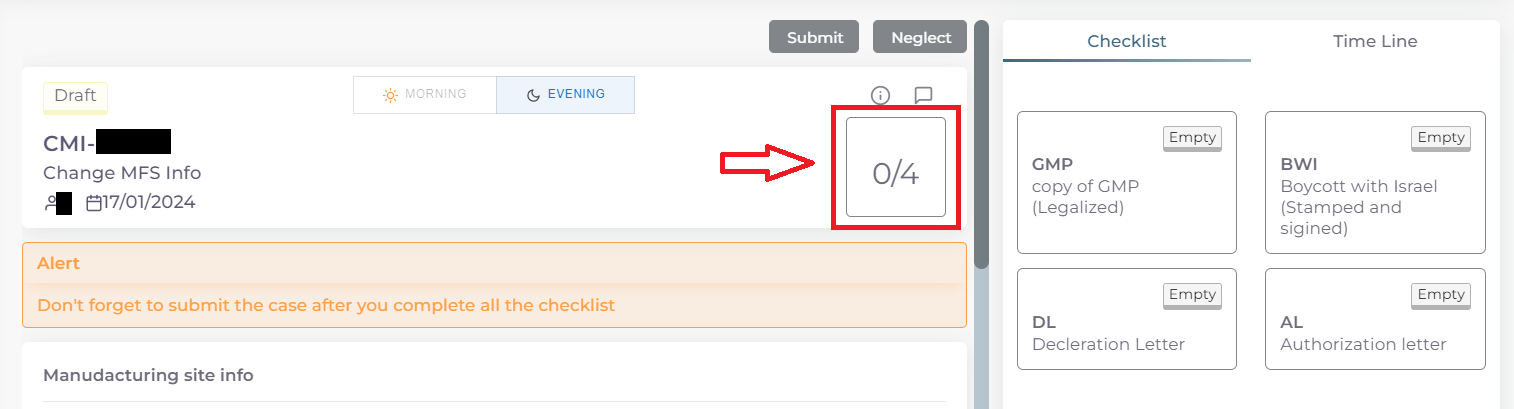 Submit
Neglect
Draft
MORNING
EVENING
CMI-
Change MFS Info
17/01/2024
0/4
Alert
Don't forget to submit the case after you complete all the checklist
Manudacturing site info
Checklist
Time Line
Empty
GMP
copy of GMP
(Legalized)
Empty
BWI
Boycott with Israel
(Stamped and
sigined)
Empty
DL
Decleration Letter
Empty
AL
Authorization letter